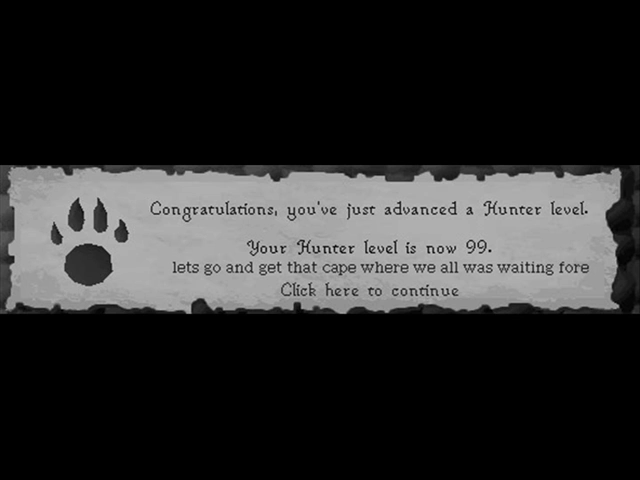 Congratulations, you've just advanced a Hunter level.
Your Hunter level is now 99.
lets go and get that cape where we all was waiting fore
Click here to continue